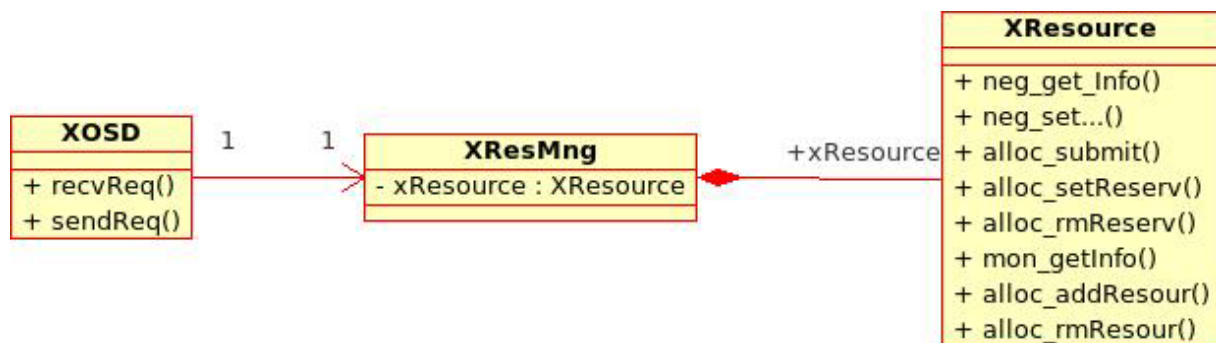 XOSD
+ recvReq()
+ sendReq()
1
1
XResMng
- xResource : XResource
+xResource
XResource
+ neg_get_Info()
+ neg_set...()
+ alloc_submit()
+ alloc_setReserv()
+ alloc_rmReserv()
+ mon_getInfo()
+ alloc_addResour()
+ alloc_rmResour()